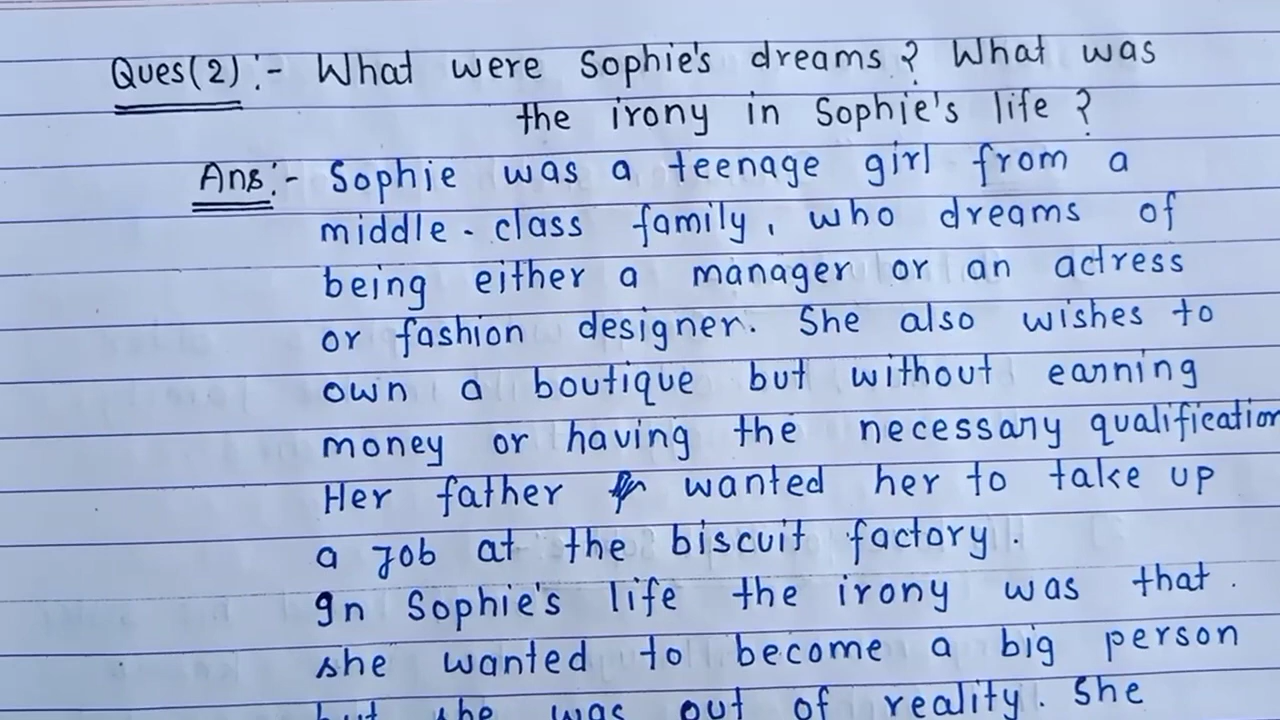 Ques(2):- What were Sophie's dreams? What was
the irony in Sophie's life?
Ans:- Sophie was a teenage girl from a
middle-class family, who dreams of
being either a manager or an actress
or fashion designer. She also wishes to
own a boutique but without earning
money or having the necessary qualification
Her father wanted her to take up
a job at the biscuit factory.
In Sophie's life the irony was that
she wanted to become a big person
but she was out of reality. She